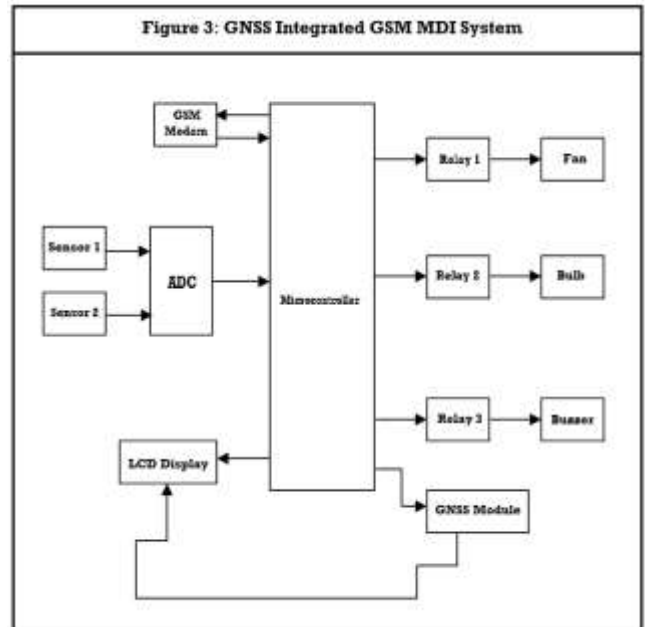 Figure 3: GNSS Integrated GSM MDI System
GSM
Modem
Relay 1
Fan
Sensor 1
ADC
Relay 2
Bulb
Sensor 2
Microcontroller
Relay 3
Buzzer
LCD Display
GNSS Module